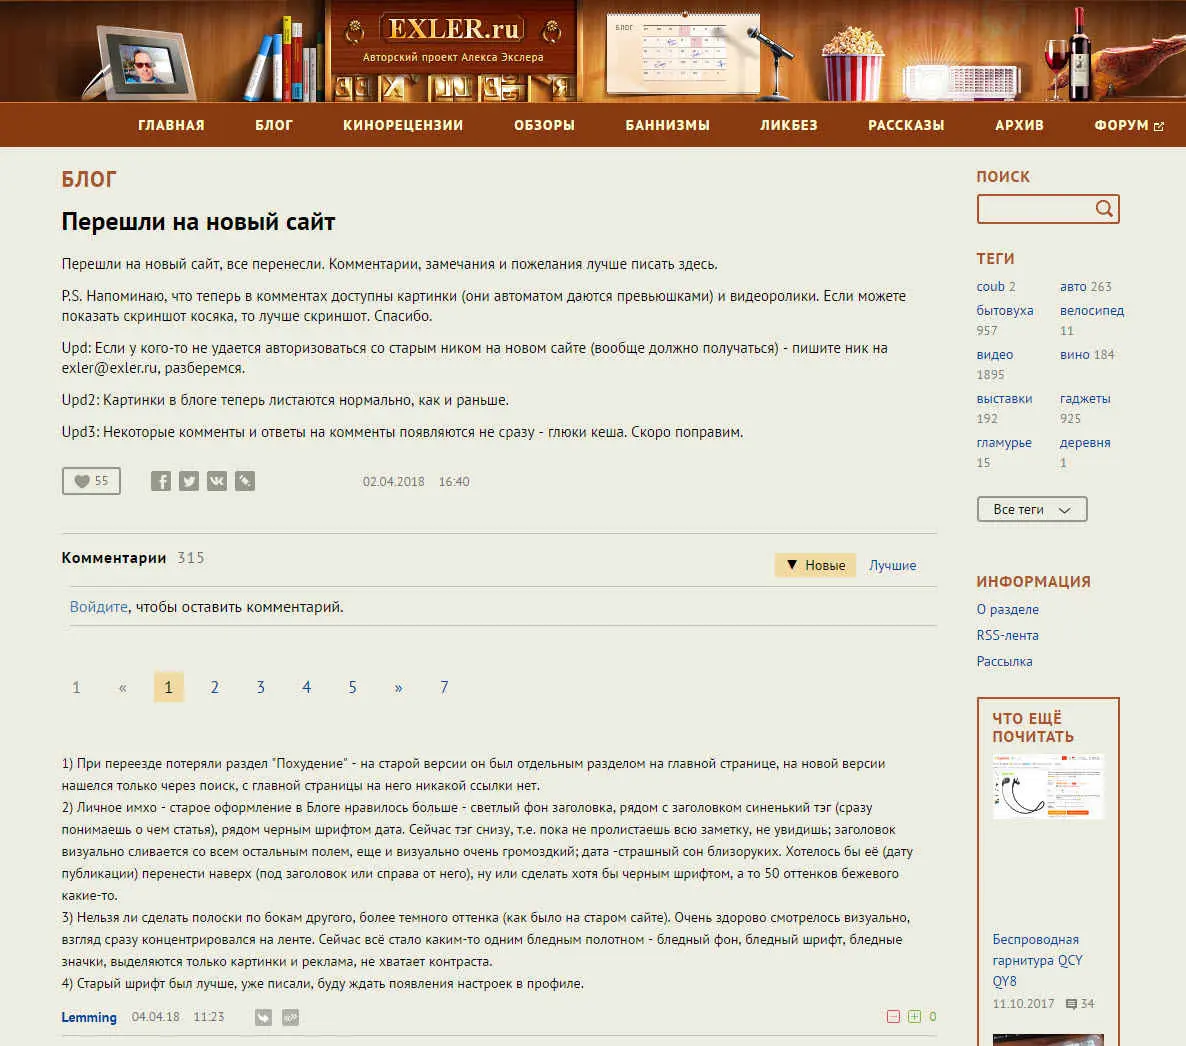 EXLER.ru
Авторский проект Алекса Экслера
БЛОГ
ГЛАВНАЯ БЛОГ КИНОРЕЦЕНЗИИ ОБЗОРЫ БАННИЗМЫ ЛИКБЕЗ РАССКАЗЫ АРХИВ ФОРУМ
БЛОГ
Перешли на новый сайт
Перешли на новый сайт, все перенесли. Комментарии, замечания и пожелания лучше писать здесь.
P.S. Напоминаю, что теперь в комментах доступны картинки (они автоматом даются превьюшками) и видеоролики. Если можете
показать скриншот косяка, то лучше скриншот. Спасибо.
Upd: Если у кого-то не удается авторизоваться со старым ником на новом сайте (вообще должно получаться) - пишите ник на
exler@exler.ru, разберемся.
Upd2: Картинки в блоге теперь листаются нормально, как и раньше.
Upd3: Некоторые комменты и ответы на комменты появляются не сразу - глюки кеша. Скоро поправим.
55
02.04.2018 16:40
Комментарии 315
▼ Новые Лучшие
Войдите, чтобы оставить комментарий.
1 « 1 2 3 4 5 » 7
1) При переезде потеряли раздел "Похудение" - на старой версии он был отдельным разделом на главной странице, на новой версии
нашелся только через поиск, с главной страницы на него никакой ссылки нет.
2) Личное имхо - старое оформление в Блоге нравилось больше - светлый фон заголовка, рядом с заголовком синенький тэг (сразу
понимаешь о чем статья), рядом черным шрифтом дата. Сейчас тэг снизу, т.е. пока не пролистаешь всю заметку, не увидишь; заголовок
визуально сливается со всем остальным полем, еще и визуально очень громоздкий; дата -страшный сон близоруких. Хотелось бы её (дату
публикации) перенести наверх (под заголовок или справа от него), ну или сделать хотя бы черным шрифтом, а то 50 оттенков бежевого
какие-то.
3) Нельзя ли сделать полоски по бокам другого, более темного оттенка (как было на старом сайте). Очень здорово смотрелось визуально,
взгляд сразу концентрировался на ленте. Сейчас всё стало каким-то одним бледным полотном - бледный фон, бледный шрифт, бледные
значки, выделяются только картинки и реклама, не хватает контраста.
4) Старый шрифт был лучше, уже писали, буду ждать появления настроек в профиле.
Lemming 04.04.18 11:23
0
ПОИСК
ТЕГИ
coub 2 авто 263
бытовуха велосипед
957 11
видео вино 184
1895
выставки гаджеты
192 925
гламурье деревня
15 1
Все теги
ИНФОРМАЦИЯ
О разделе
RSS-лента
Рассылка
ЧТО ЕЩЁ
ПОЧИТАТЬ
Беспроводная
гарнитура QCY
QY8
11.10.2017 34